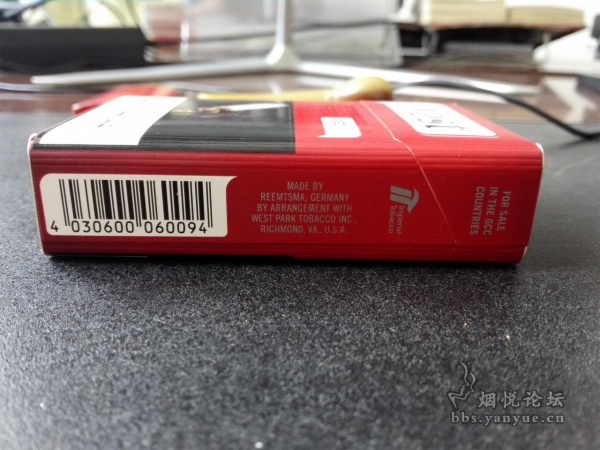 4 030600 060094
MADE BY
REEMTSMA, GERMANY
BY ARRANGEMENT WITH
WEST PARK TOBACCO INC.,
RICHMOND, VA., U.S.A.
Imperial
Tobacco
FOR SALE
IN THE GCC
COUNTRIES
烟悦论坛
bbs.yanyue.cn